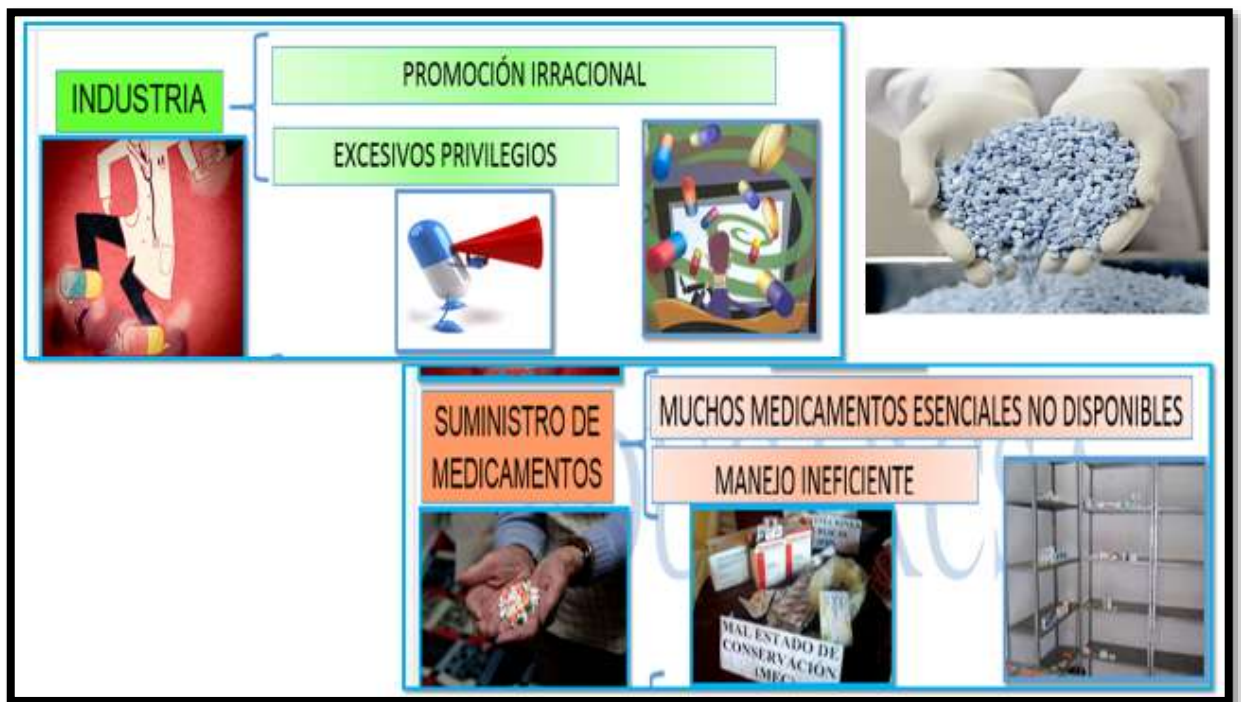 INDUSTRIA
PROMOCIÓN IRRACIONAL
EXCESIVOS PRIVILEGIOS
SUMINISTRO DE
MEDICAMENTOS
MUCHOS MEDICAMENTOS ESENCIALES NO DISPONIBLES
MANEJO INEFICIENTE
MAL ESTADO DE
CONSERVACIÓN